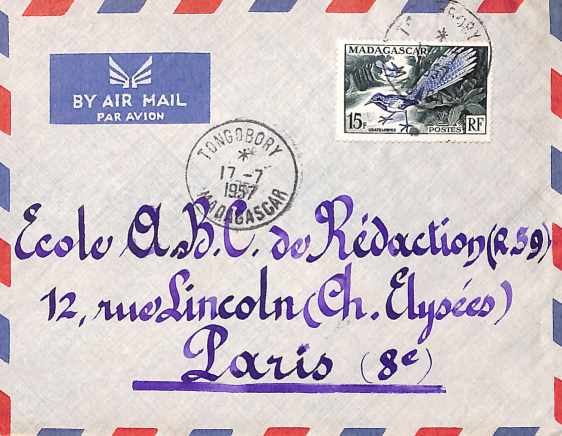 BY AIR MAIL
PAR AVION
TONGOBORY
17-7
1957
MADAGASCAR
MADAGASCAR
15F
POSTES
RF
Ecole A.B.C. de Rédaction (R.59)
12, rue Lincoln (Ch. Elysées)
Paris (8e)